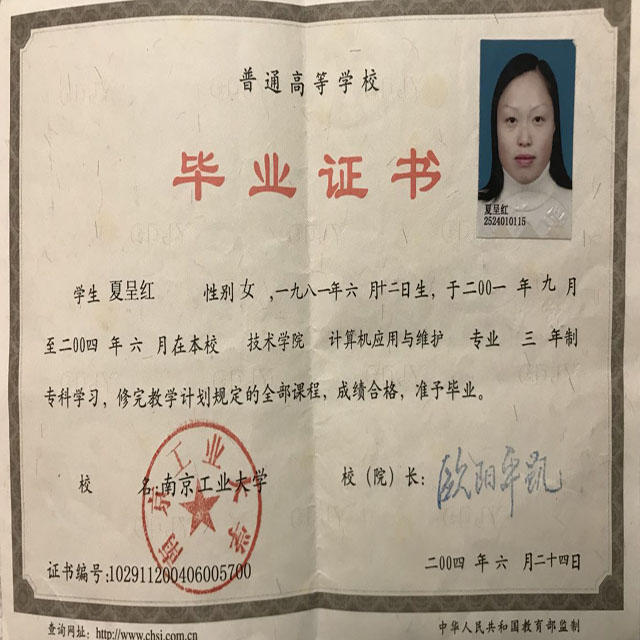 普通高等学校
毕业证书
夏呈红
2524010115
学生 夏呈红 性别 女 ,一九八一年六 月十二日生，于二00一 年 九 月
至二00四 年 六 月在本校 技术学院 计算机应用与维护 专业 三 年制
专科学习，修完教学计划规定的全部课程，成绩合格，准予毕业。
校 名:南京工业大学 校（院）长: 欧阳平凯
南京工业大学
证书编号:102911200406005700 二00四 年 六 月二十四日
查询网址: http://www.chsi.com.cn 中华人民共和国教育部监制